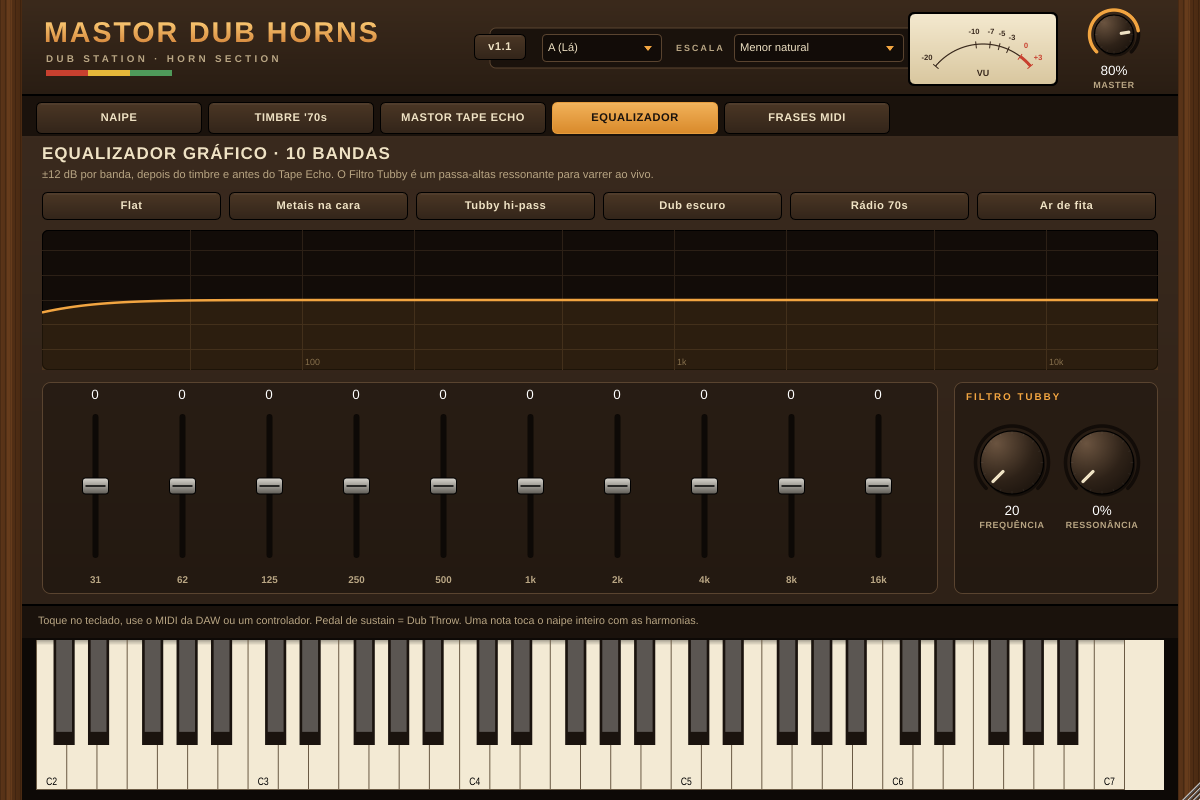 MASTOR DUB HORNS
DUB STATION · HORN SECTION
v1.1
A (Lá)
ESCALA
Menor natural
-20 -10 -7 -5 -3 0 +3
VU
80%
MASTER
NAIPE
TIMBRE '70s
MASTOR TAPE ECHO
EQUALIZADOR
FRASES MIDI
EQUALIZADOR GRÁFICO · 10 BANDAS
±12 dB por banda, depois do timbre e antes do Tape Echo. O Filtro Tubby é um passa-altas ressonante para varrer ao vivo.
Flat
Metais na cara
Tubby hi-pass
Dub escuro
Rádio 70s
Ar de fita
100 1k 10k
0 0 0 0 0 0 0 0 0 0
31 62 125 250 500 1k 2k 4k 8k 16k
FILTRO TUBBY
20 0%
FREQUÊNCIA RESSONÂNCIA
Toque no teclado, use o MIDI da DAW ou um controlador. Pedal de sustain = Dub Throw. Uma nota toca o naipe inteiro com as harmonias.
C2 C3 C4 C5 C6 C7